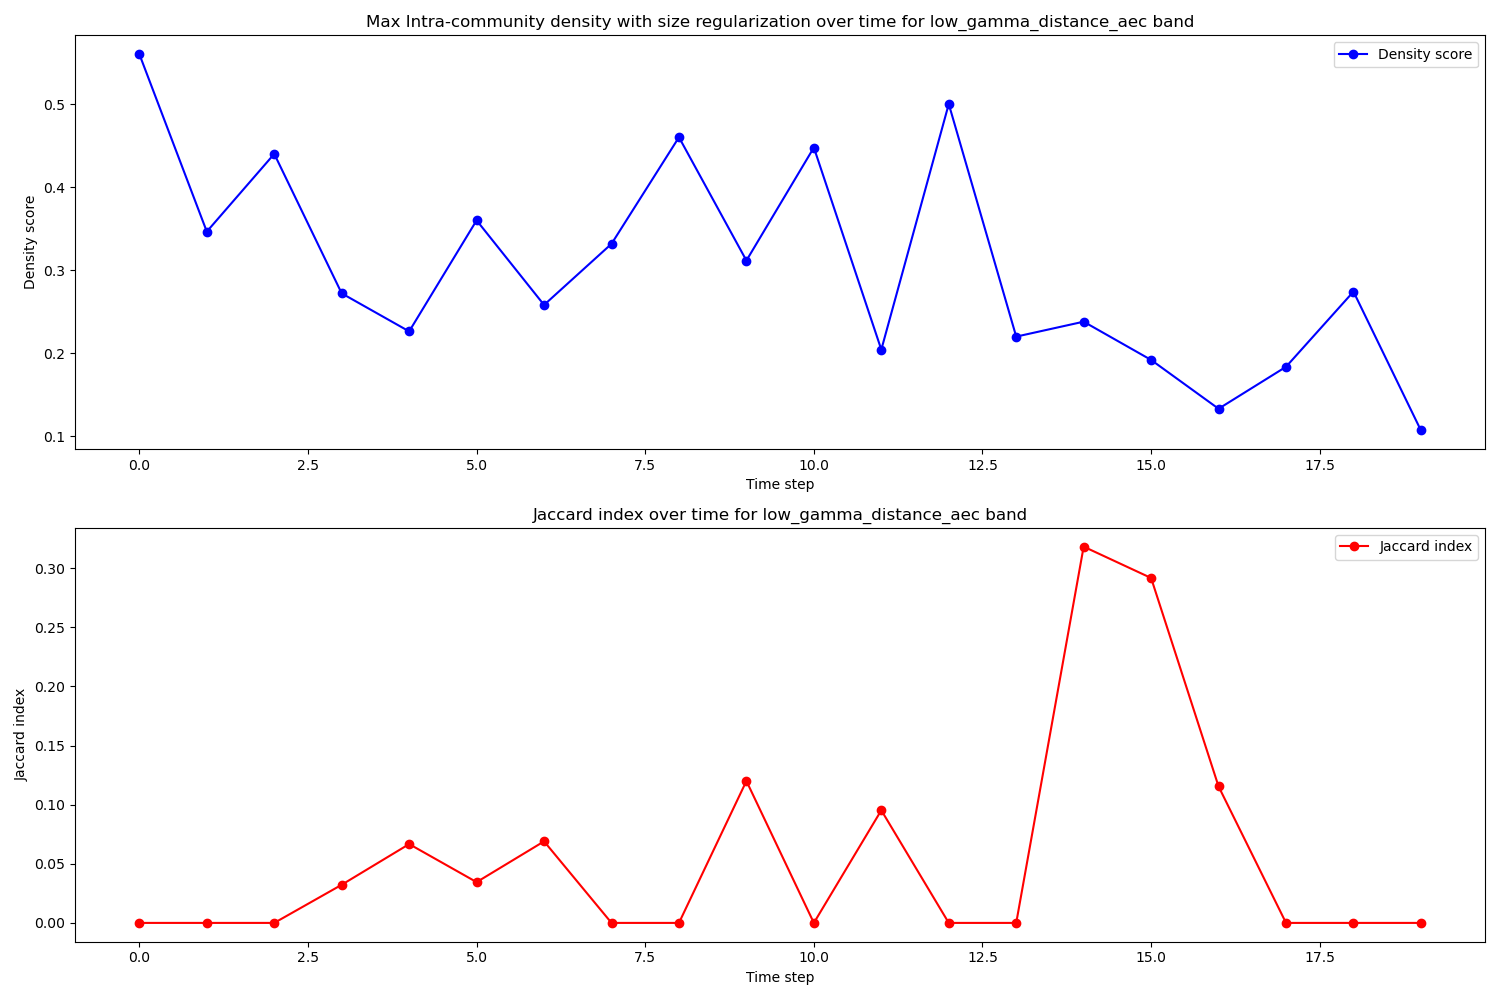 Max Intra-community density with size regularization over time for low_gamma_distance_aec band
Density score
0.5
0.4
0.3
0.2
0.1
Density score
0.0 2.5 5.0 7.5 10.0 12.5 15.0 17.5
Time step
Jaccard index over time for low_gamma_distance_aec band
Jaccard index
0.30
0.25
0.20
0.15
0.10
0.05
0.00
Jaccard index
0.0 2.5 5.0 7.5 10.0 12.5 15.0 17.5
Time step